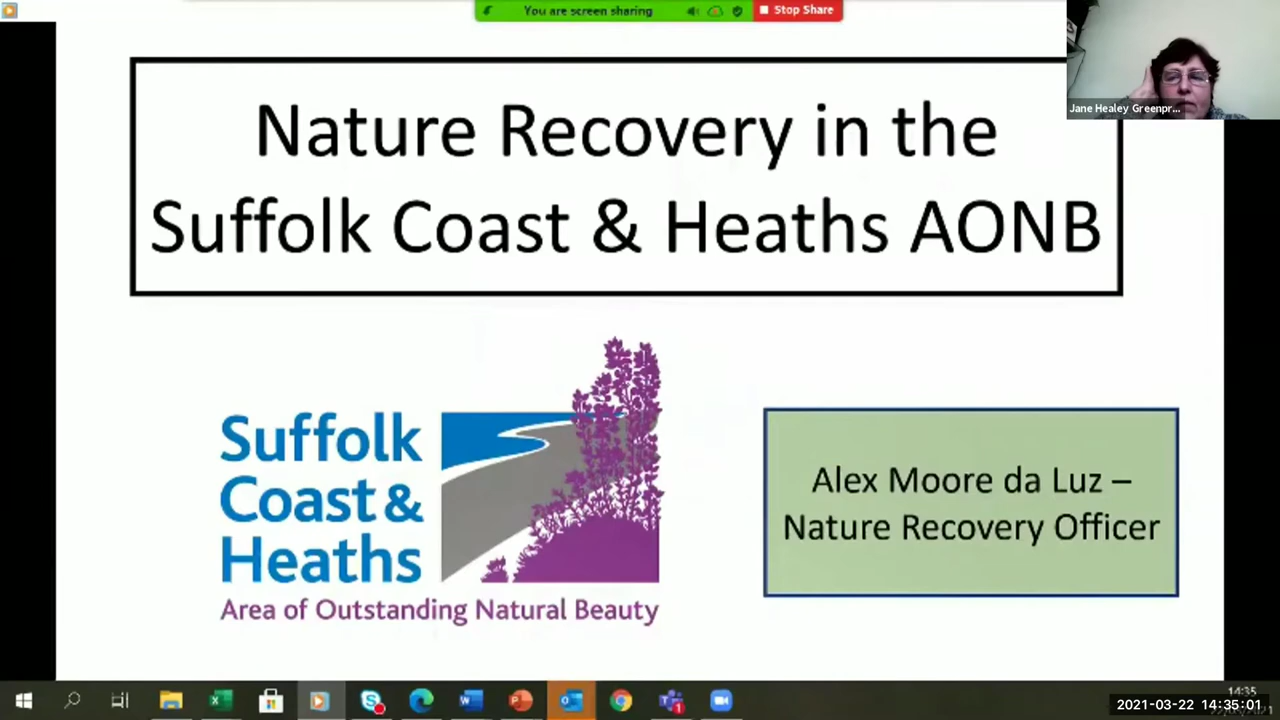 You are screen sharing
Stop Share
Jane Healey Greenpr...
Nature Recovery in the
Suffolk Coast & Heaths AONB
Suffolk
Coast &
Heaths
Area of Outstanding Natural Beauty
Alex Moore da Luz –
Nature Recovery Officer
14:35
2021-03-22 14:35:01